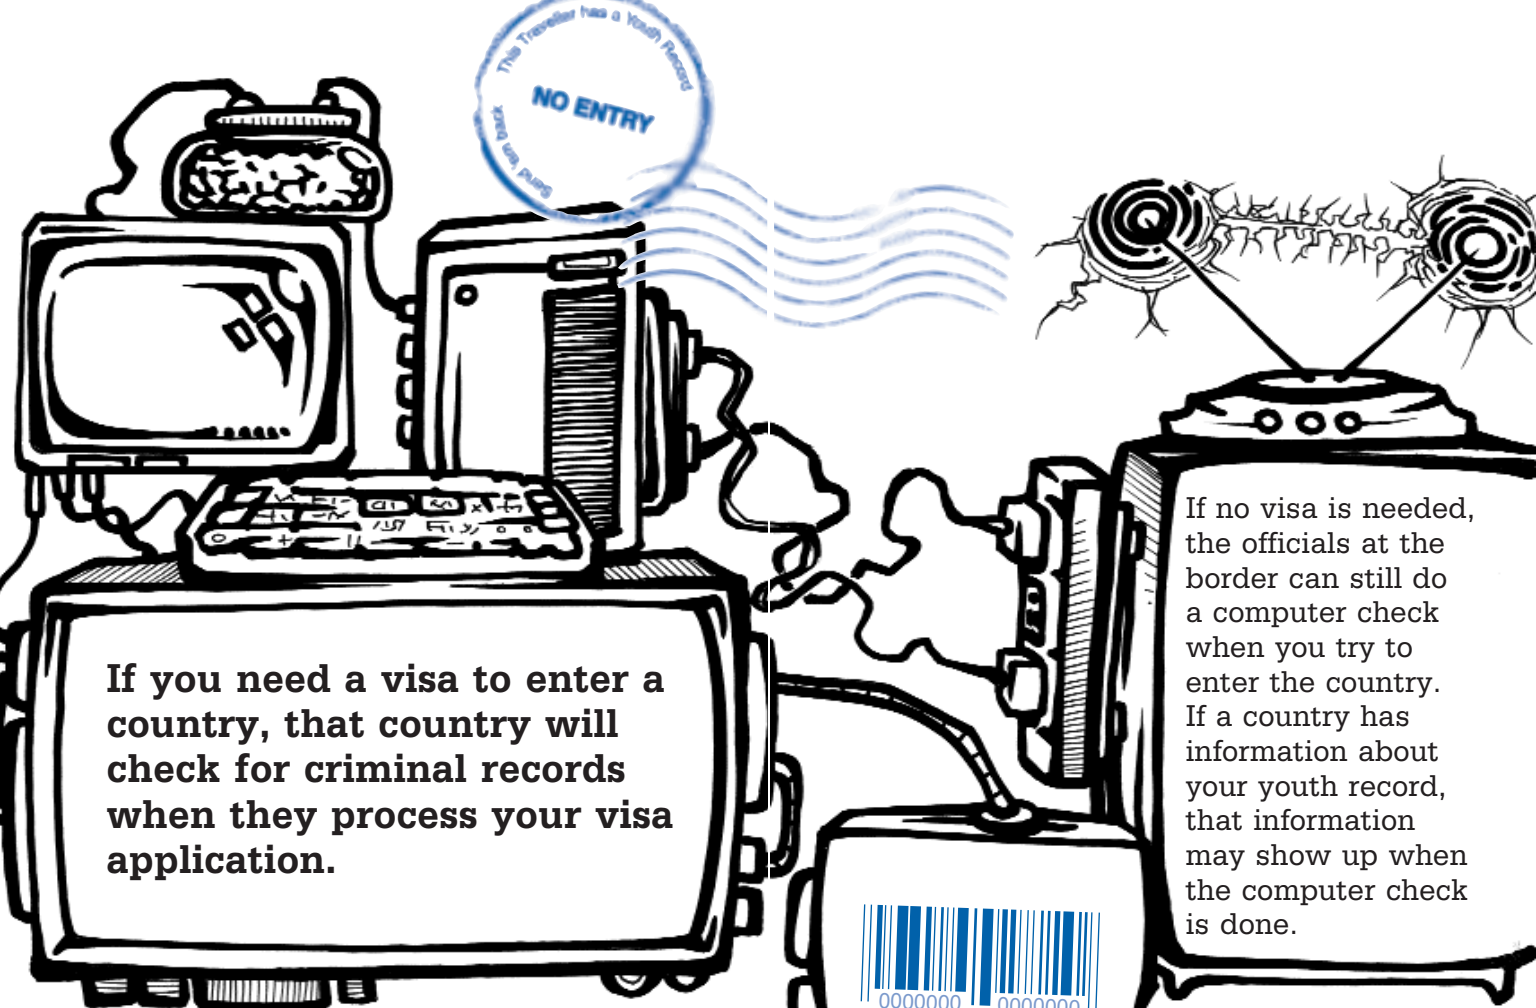 This Traveller has a Youth Record
NO ENTRY
Send 'em back
If you need a visa to enter a
country, that country will
check for criminal records
when they process your visa
application.
If no visa is needed,
the officials at the
border can still do
a computer check
when you try to
enter the country.
If a country has
information about
your youth record,
that information
may show up when
the computer check
is done.
0000000 0000000